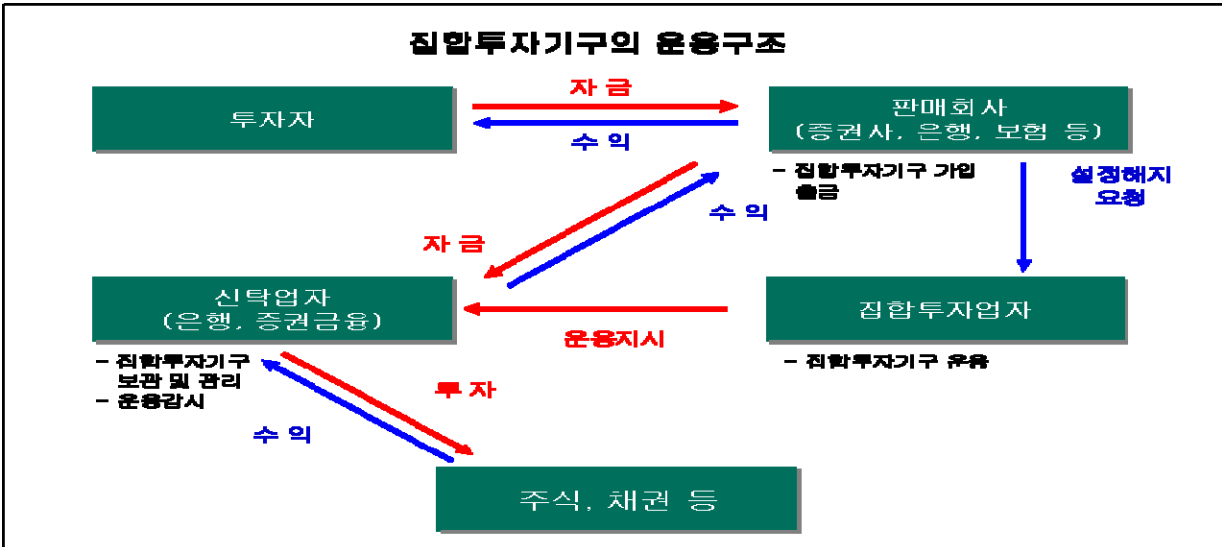 집합투자기구의 운용구조
자 금
투자자
판매회사
(증권사, 은행, 보험 등)
수 익
- 집합투자기구 가입
출금
설정해지
요청
수 익
자 금
신탁업자
(은행, 증권금융)
집합투자업자
운용지시
- 집합투자기구
보관 및 관리
- 운용감시
- 집합투자기구 운용
투 자
수 익
주식, 채권 등